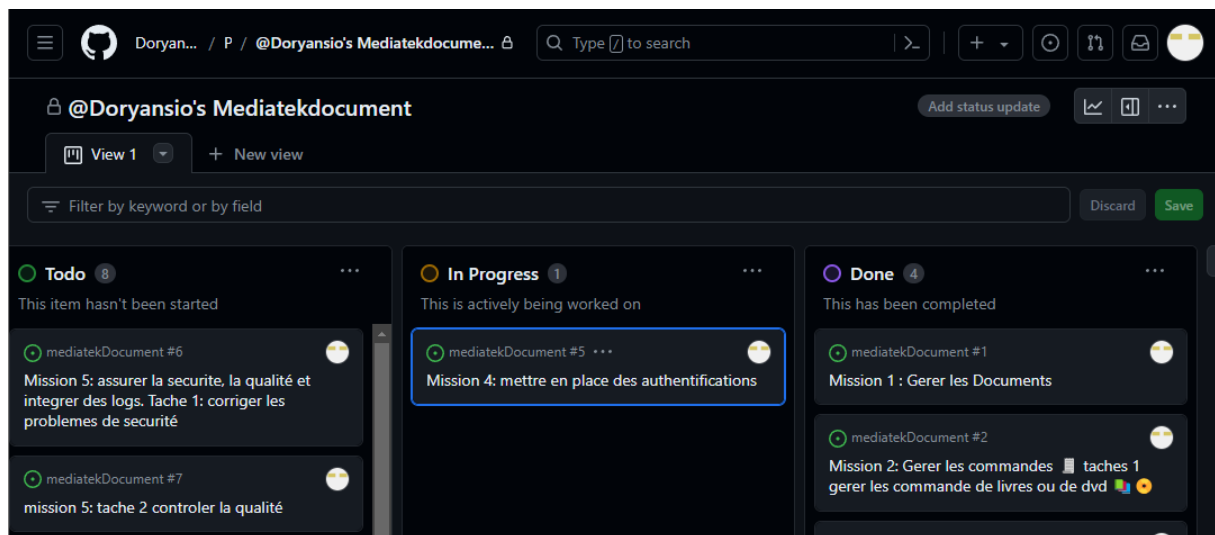 Doryan... / P / @Doryansio's Mediatekdocume...
Type / to search
@Doryansio's Mediatekdocument
Add status update
View 1
New view
Filter by keyword or by field
Discard
Save
Todo 8
This item hasn't been started
mediatekDocument #6
Mission 5: assurer la securite, la qualité et
integrer des logs. Tache 1: corriger les
problemes de securité
mediatekDocument #7
mission 5: tache 2 controler la qualité
In Progress 1
This is actively being worked on
mediatekDocument #5
Mission 4: mettre en place des authentifications
Done 4
This has been completed
mediatekDocument #1
Mission 1 : Gerer les Documents
mediatekDocument #2
Mission 2: Gerer les commandes 🧾 taches 1
gerer les commande de livres ou de dvd 📚 📀